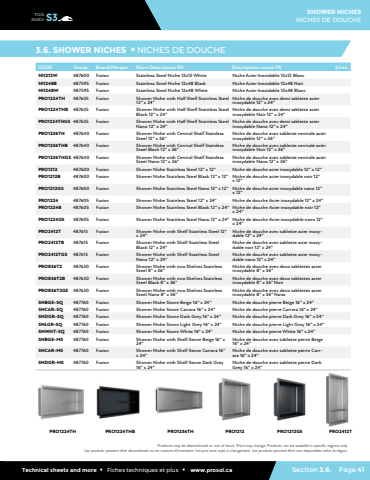 TOC
INDEX S3
SHOWER NICHES
NICHES DE DOUCHE
3.6. SHOWER NICHES • NICHES DE DOUCHE
CODE Group. Brand/Marque Short Description EN Description courte FR $ List.
NI1212W 487600 Fusion Stainless Steel Niche 12x12 White Niche Acier Inoxidable 12x12 Blanc
NI1248B 487595 Fusion Stainless Steel Niche 12x48 Black Niche Acier Inoxidable 12x48 Noir
NI1248W 487595 Fusion Stainless Steel Niche 12x48 White Niche Acier Inoxidable 12x48 Blanc
PRO1224TH 487635 Fusion Shower Niche with Half Shelf Stainless Steel 12" x 24" Niche de douche avec demi tablette acier inoxydable 12" x 24"
PRO1224THB 487635 Fusion Shower Niche with Half Shelf Stainless Steel Black 12" x 24" Niche de douche avec demi tablette acier inoxydable Noir 12" x 24"
PRO1224THGS 487635 Fusion Shower Niche with Half Shelf Stainless Steel Nano 12" x 24" Niche de douche avec demi tablette acier inoxydable Nano 12" x 24"
PRO1236TH 487640 Fusion Shower Niche with Central Shelf Stainless Steel 12" x 36" Niche de douche avec tablette centrale acier inoxydable 12" x 36"
PRO1236THB 487640 Fusion Shower Niche with Central Shelf Stainless Steel Black 12" x 36" Niche de douche avec tablette centrale acier inoxydable Noir 12" x 36"
PRO1236THGS 487640 Fusion Shower Niche with Central Shelf Stainless Steel Nano 12" x 36" Niche de douche avec tablette centrale acier inoxydable Nano 12" x 36"
PRO1212 487600 Fusion Shower Niche Stainless Steel 12" x 12" Niche de douche acier inoxydable 12" x 12"
PRO1212B 487600 Fusion Shower Niche Stainless Steel Black 12" x 12" Niche de douche acier inoxydable noir 12" x 12"
PRO1212GS 487600 Fusion Shower Niche Stainless Steel Nano 12" x 12" Niche de douche acier inoxydable nano 12" x 12"
PRO1224 487605 Fusion Shower Niche Stainless Steel 12" x 24" Niche de douche Acier inoxydable 12" x 24"
PRO1224B 487605 Fusion Shower Niche Stainless Steel Black 12" x 24" Niche de douche Acier inoxydable noir 12" x 24"
PRO1224GS 487605 Fusion Shower Niche Stainless Steel Nano 12" x 24" Niche de douche Acier inoxydable nano 12" x 24"
PRO2412T 487615 Fusion Shower Niche with Shelf Stainless Steel 12" x 24" Niche de douche avec tablette acier inoxydable 12" x 24"
PRO2412TB 487615 Fusion Shower Niche with Shelf Stainless Steel Black 12" x 24" Niche de douche avec tablette acier inoxydable noir 12" x 24"
PRO2412TGS 487615 Fusion Shower Niche with Shelf Stainless Steel Nano 12" x 24" Niche de douche avec tablette acier inoxydable nano 12" x 24"
PRO836T2 487630 Fusion Shower Niche with two Shelves Stainless Steel 8" x 36" Niche de douche avec deux tablettes acier inoxydable 8" x 36"
PRO836T2B 487630 Fusion Shower Niche with two Shelves Stainless Steel Black 8" x 36" Niche de douche avec deux tablettes acier inoxydable 8" x 36" Noir
PRO836T2GS 487630 Fusion Shower Niche with two Shelves Stainless Steel Nano 8" x 36" Niche de douche avec deux tablettes acier inoxydable 8" x 36" Nano
SNBGE-SQ 487760 Fusion Shower Niche Stone Beige 16" x 24" Niche de douche pierre Beige 16" x 24"
SNCAR-SQ 487760 Fusion Shower Niche Stone Carrara 16" x 24" Niche de douche pierre Carrara 16" x 24"
SNDGR-SQ 487760 Fusion Shower Niche Stone Dark Grey 16" x 24" Niche de douche pierre Dark Grey 16" x 24"
SNLGR-SQ 487760 Fusion Shower Niche Stone Light Grey 16" x 24" Niche de douche pierre Light Grey 16" x 24"
SNWHT-SQ 487760 Fusion Shower Niche Stone White 16" x 24" Niche de douche pierre White 16" x 24"
SNBGE-MS 487760 Fusion Shower Niche with Shelf Stone Beige 16" x 24" Niche de douche avec tablette pierre Beige 16" x 24"
SNCAR-MS 487760 Fusion Shower Niche with Shelf Stone Carrara 16" x 24" Niche de douche avec tablette pierre Carrara 16" x 24"
SNDGR-MS 487760 Fusion Shower Niche with Shelf Stone Dark Grey 16" x 24" Niche de douche avec tablette pierre Dark Grey 16" x 24"
PRO1224TH PRO1224THB PRO1236TH PRO1212 PRO1212GS PRO2412T
Products may be discontinued or out of stock. Price may change. Products can be available in specific regions only.
Les produits peuvent être discontinués ou en rupture d'inventaire. Les prix sont sujet à changement. Les produits peuvent être non disponibles selon la région.
Technical sheets and more • Fiches techniques et plus • www.prosol.ca Section 3.6. Page 41